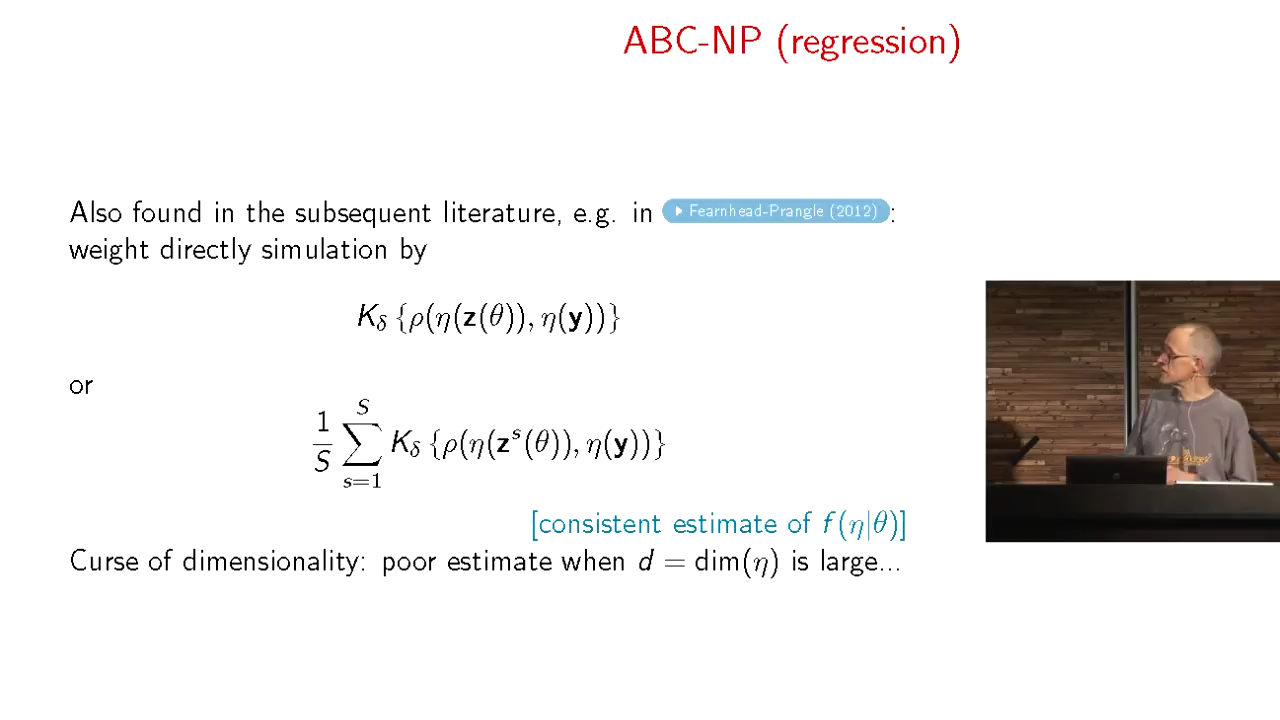 ABC-NP (regression)
Also found in the subsequent literature, e.g. in ▸ Fearnhead-Prangle (2012) :
weight directly simulation by
K_δ {ρ(η(z(θ)), η(y))}
or
1/S ∑_{s=1}^{S} K_δ {ρ(η(z^s(θ)), η(y))}
[consistent estimate of f(η|θ)]
Curse of dimensionality: poor estimate when d = dim(η) is large...